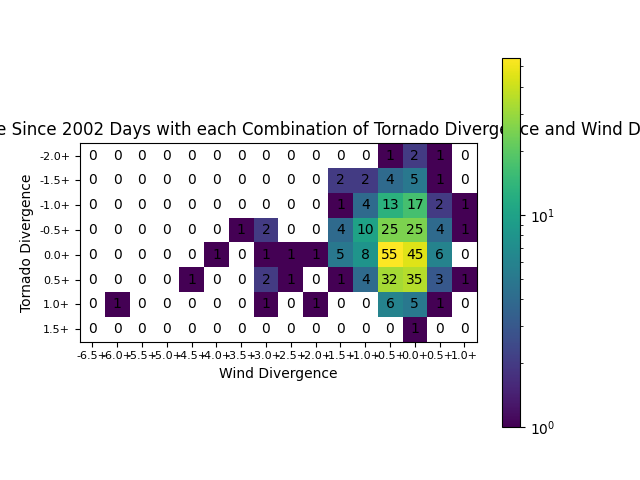 e Since 2002 Days with each Combination of Tornado Divergence and Wind D
Tornado Divergence
-2.0+ 0 0 0 0 0 0 0 0 0 0 0 0 1 2 1 0
-1.5+ 0 0 0 0 0 0 0 0 0 0 2 2 4 5 1 0
-1.0+ 0 0 0 0 0 0 0 0 0 0 1 4 13 17 2 1
-0.5+ 0 0 0 0 0 0 1 2 0 0 4 10 25 25 4 1
0.0+ 0 0 0 0 0 1 0 1 1 1 5 8 55 45 6 0
0.5+ 0 0 0 0 1 0 0 2 1 0 1 4 32 35 3 1
1.0+ 0 1 0 0 0 0 0 1 0 1 0 0 6 5 1 0
1.5+ 0 0 0 0 0 0 0 0 0 0 0 0 0 1 0 0
-6.5+ -6.0+ -5.5+ -5.0+ -4.5+ -4.0+ -3.5+ -3.0+ -2.5+ -2.0+ -1.5+ -1.0+ -0.5+ 0.0+ 0.5+ 1.0+
Wind Divergence
10¹
10⁰